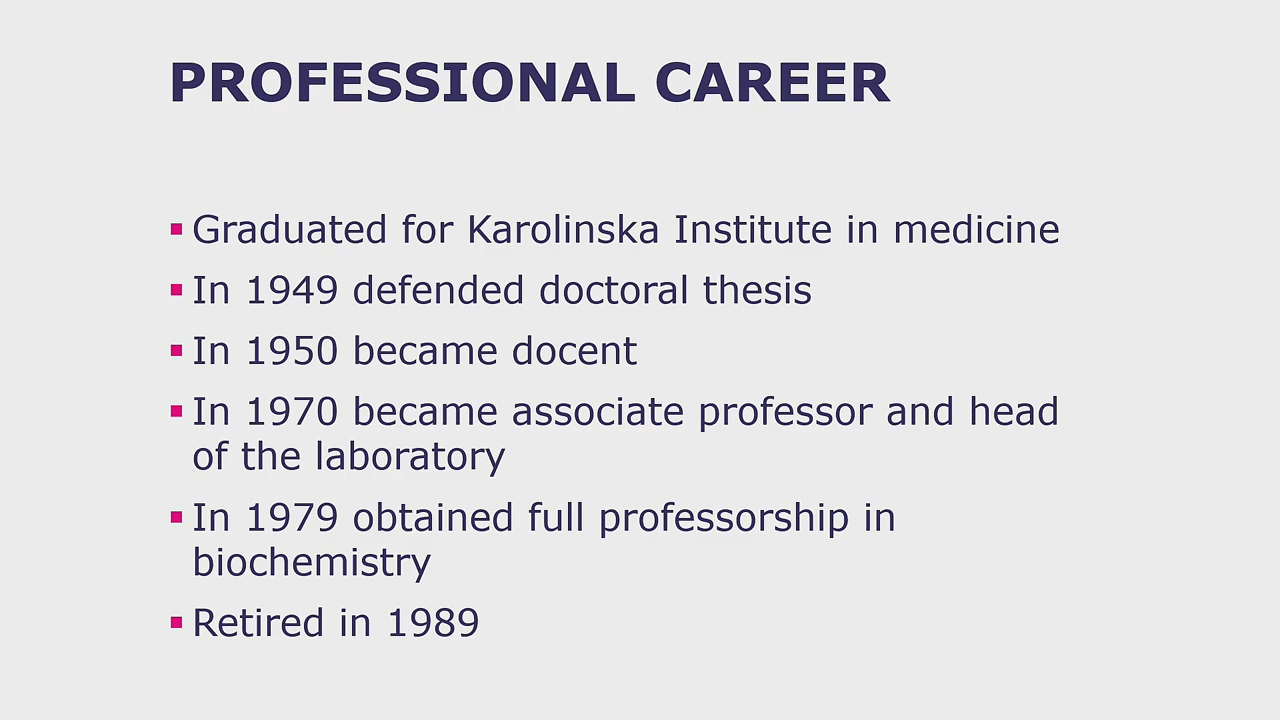 PROFESSIONAL CAREER
▪ Graduated for Karolinska Institute in medicine
▪ In 1949 defended doctoral thesis
▪ In 1950 became docent
▪ In 1970 became associate professor and head
of the laboratory
▪ In 1979 obtained full professorship in
biochemistry
▪ Retired in 1989